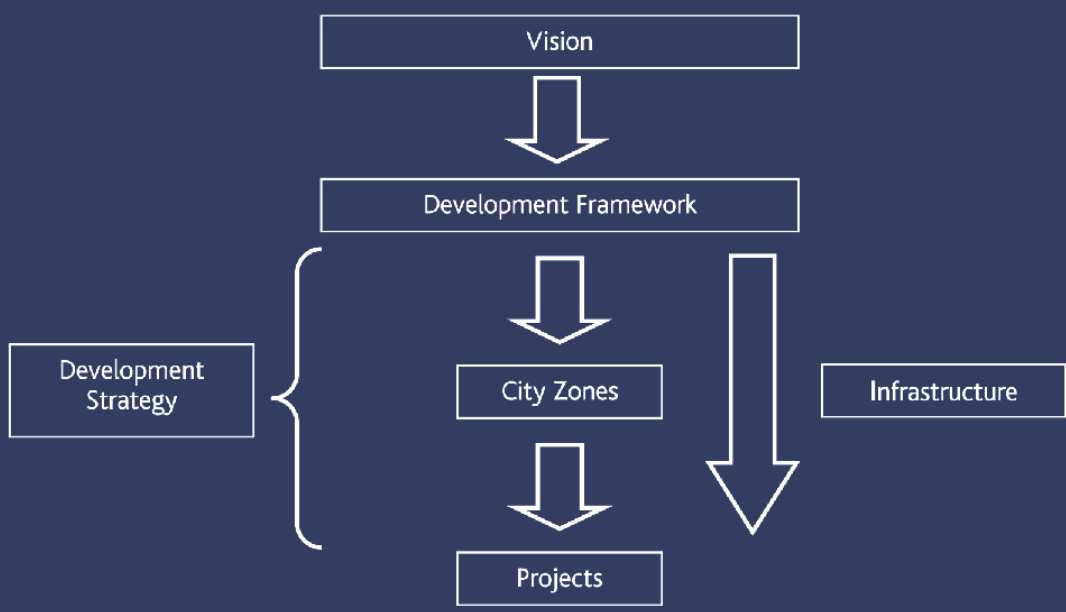 Vision
Development Framework
Development
Strategy
City Zones
Infrastructure
Projects